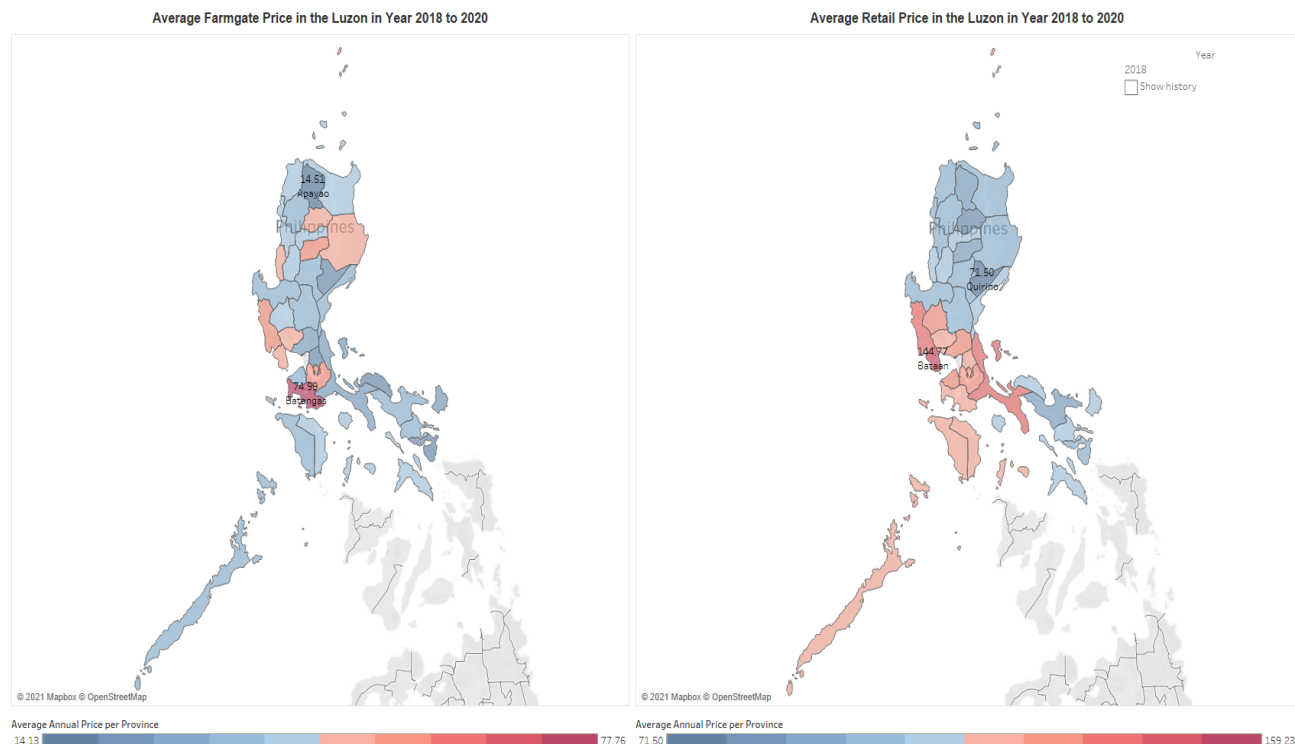 Average Farmgate Price in the Luzon in Year 2018 to 2020
14.51
Apayao
Philippines
74.99
Batangas
© 2021 Mapbox © OpenStreetMap
Average Annual Price per Province
14.13
77.76
Average Retail Price in the Luzon in Year 2018 to 2020
Year
2018
Show history
Philippines
71.50
Quirino
144.77
Bataan
© 2021 Mapbox © OpenStreetMap
Average Annual Price per Province
71.50
159.23